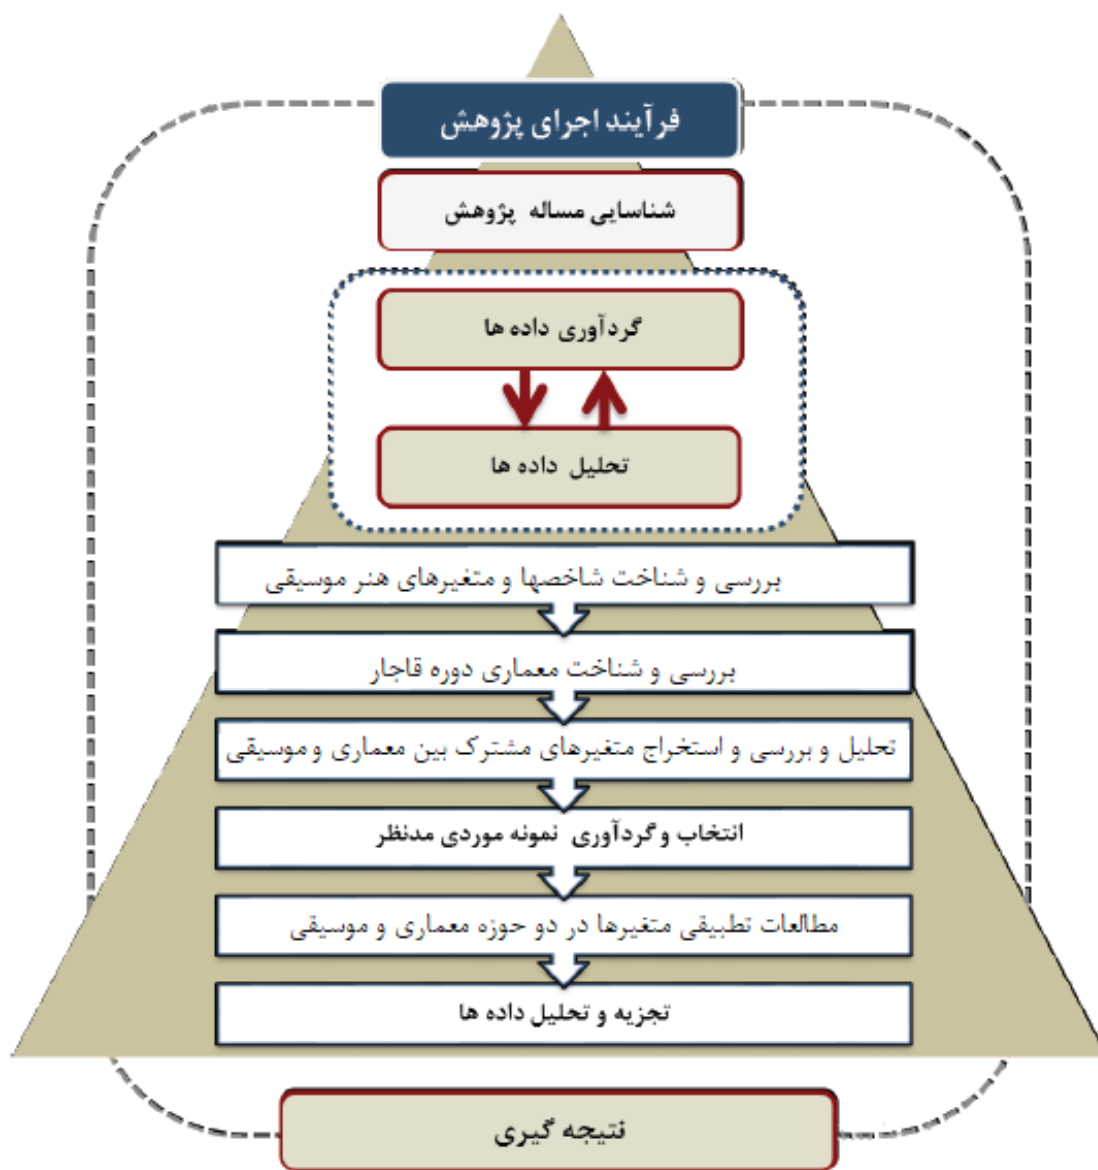 فرآیند اجرای پژوهش
شناسایی مساله پژوهش
گردآوری داده ها
تحلیل داده ها
بررسی و شناخت شاخصها و متغیرهای هنر موسیقی
بررسی و شناخت معماری دوره قاجار
تحلیل و بررسی و استخراج متغیرهای مشترک بین معماری و موسیقی
انتخاب و گردآوری نمونه موردی مدنظر
مطالعات تطبیقی متغیرها در دو حوزه معماری و موسیقی
تجزیه و تحلیل داده ها
نتیجه گیری